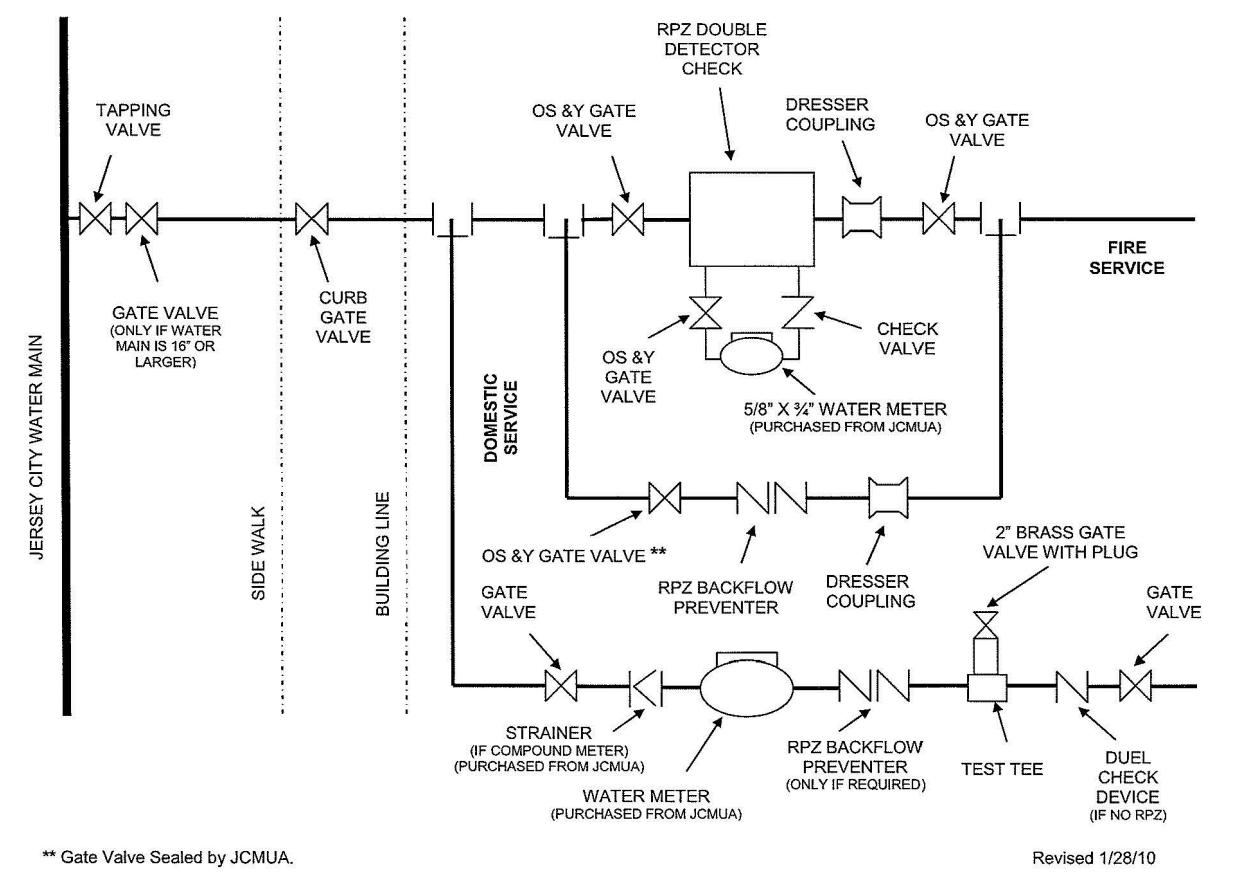 RPZ DOUBLE
DETECTOR
CHECK
TAPPING
VALVE
OS &Y GATE
VALVE
DRESSER
COUPLING
OS &Y GATE
VALVE
FIRE
SERVICE
GATE VALVE
(ONLY IF WATER
MAIN IS 16" OR
LARGER)
CURB
GATE
VALVE
OS &Y
GATE
VALVE
CHECK
VALVE
5/8" X ¾" WATER METER
(PURCHASED FROM JCMUA)
JERSEY CITY WATER MAIN
SIDE WALK
BUILDING LINE
DOMESTIC
SERVICE
OS &Y GATE VALVE **
RPZ BACKFLOW
PREVENTER
DRESSER
COUPLING
2" BRASS GATE
VALVE WITH PLUG
GATE
VALVE
GATE
VALVE
STRAINER
(IF COMPOUND METER)
(PURCHASED FROM JCMUA)
WATER METER
(PURCHASED FROM JCMUA)
RPZ BACKFLOW
PREVENTER
(ONLY IF REQUIRED)
TEST TEE
DUEL
CHECK
DEVICE
(IF NO RPZ)
** Gate Valve Sealed by JCMUA.
Revised 1/28/10